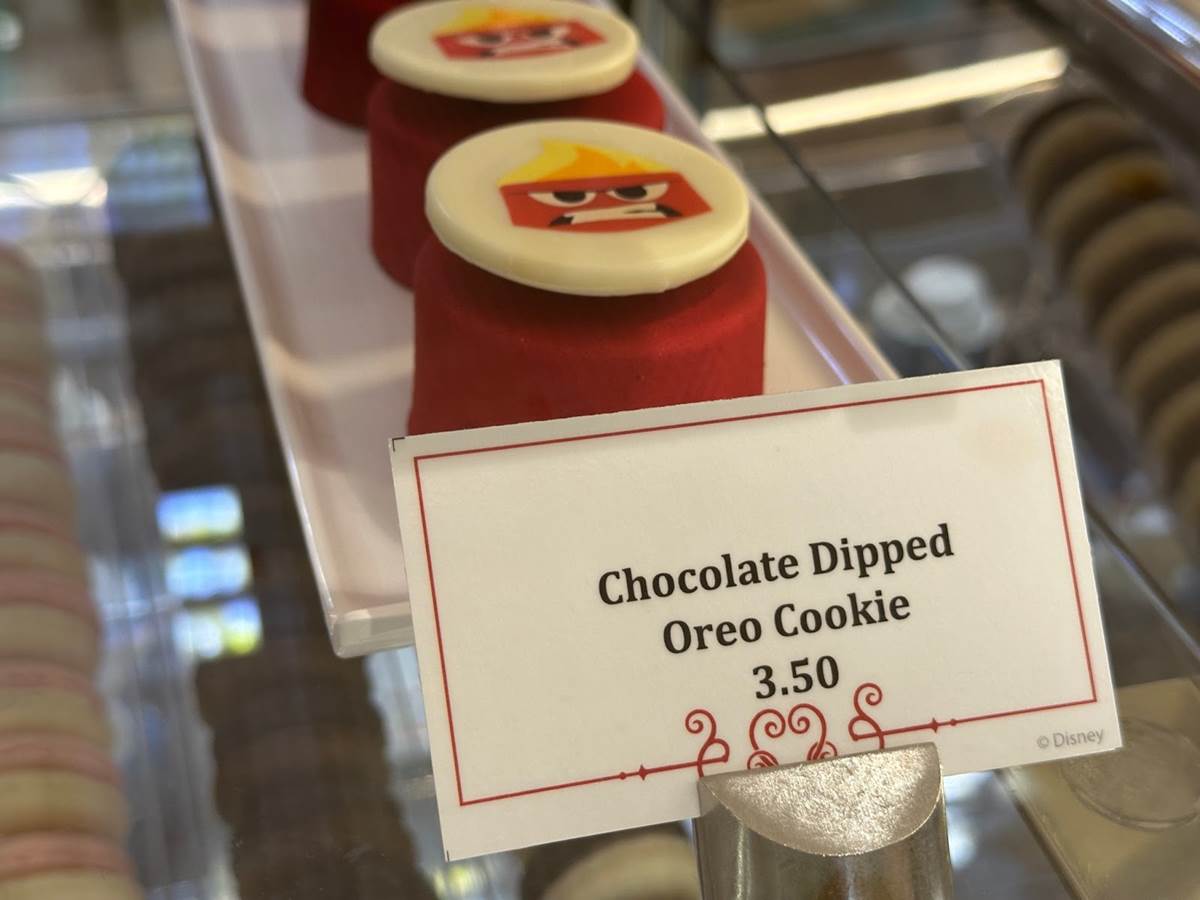 Chocolate Dipped
Oreo Cookie
3.50
© Disney